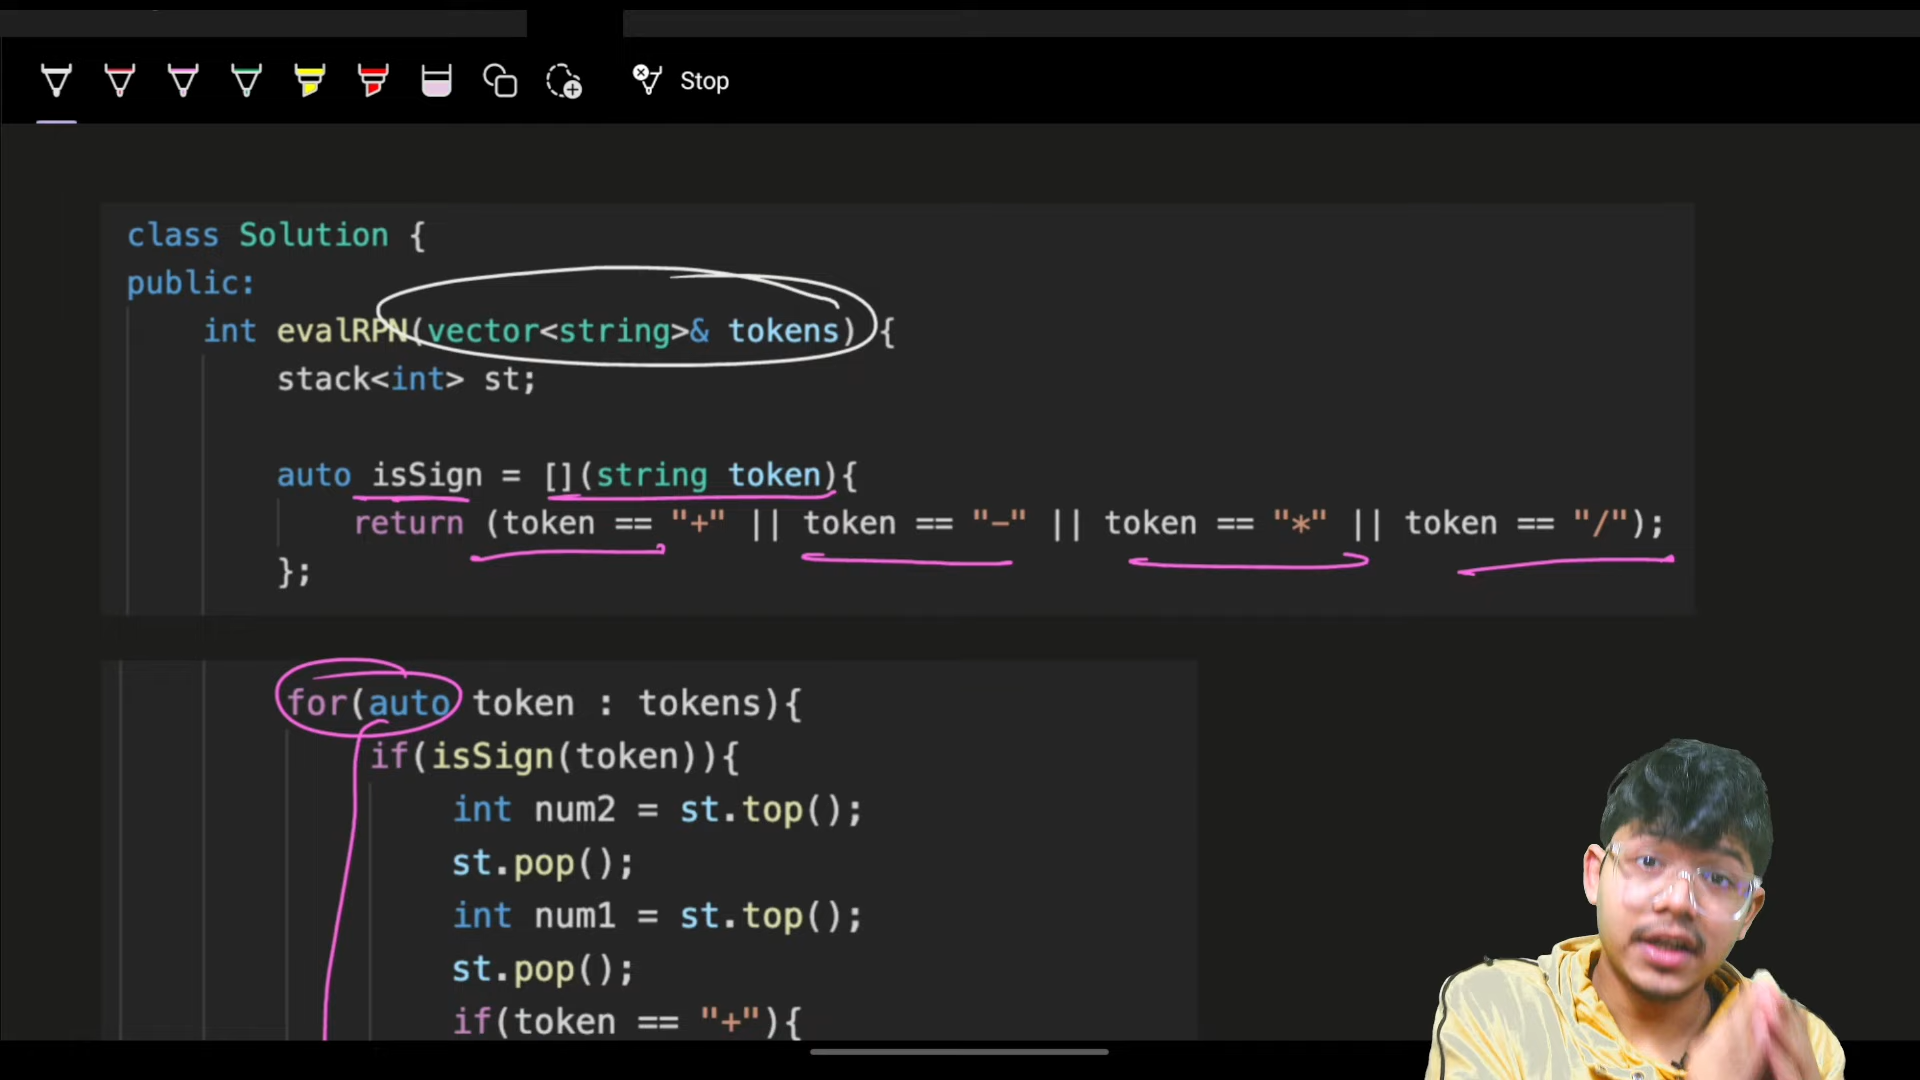 Stop
class Solution {
public:
int evalRPN(vector<string>& tokens) {
stack<int> st;
auto isSign = [](string token){
return (token == "+" || token == "-" || token == "*" || token == "/");
};
for(auto token : tokens){
if(isSign(token)){
int num2 = st.top();
st.pop();
int num1 = st.top();
st.pop();
if(token == "+"){